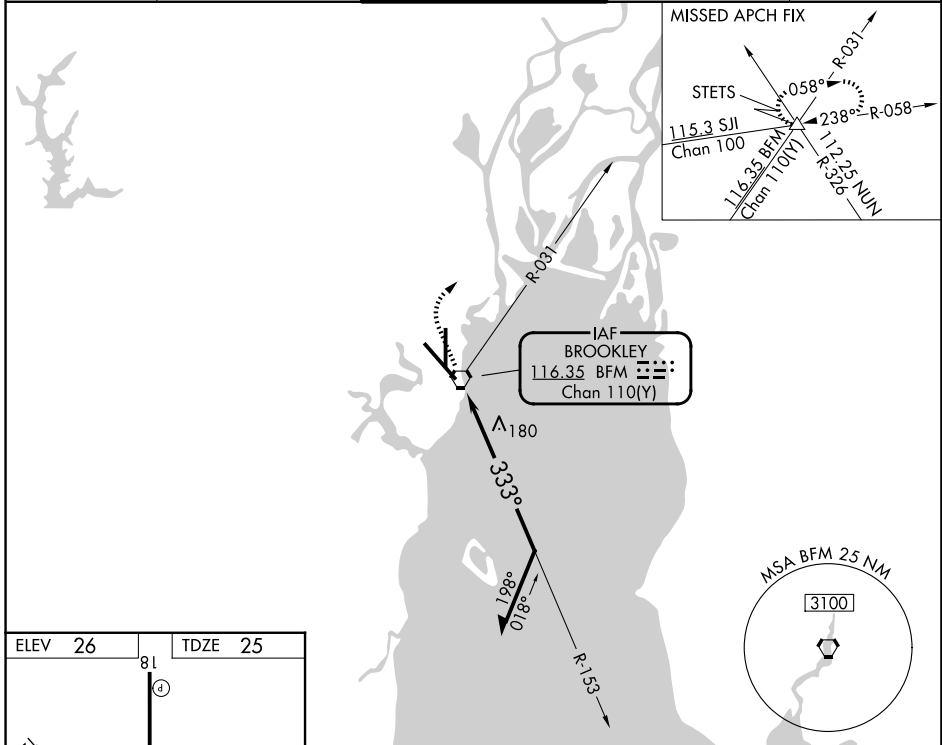 MISSED APCH FIX
R-031
058°
STETS
238°
R-058
115.3 SJI
Chan 100
116.35 BFM
Chan 110(Y)
112.25 NUN
R-326
R-031
IAF
BROOKLEY
116.35 BFM
Chan 110(Y)
180
333°
198°
018°
R-153
MSA BFM 25 NM
3100
ELEV 26
TDZE 25
18
P